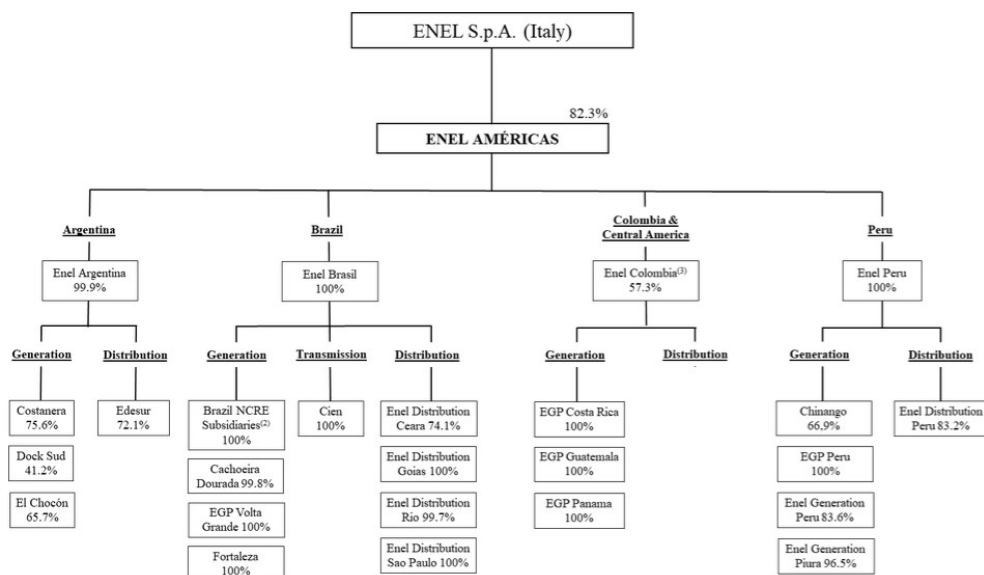 ENEL S.p.A. (Italy)
82.3%
ENEL AMÉRICAS
Argentina
Brazil
Colombia &
Central America
Peru
Enel Argentina
99.9%
Enel Brasil
100%
Enel Colombia(3)
57.3%
Enel Peru
100%
Generation
Distribution
Generation
Transmission
Distribution
Generation
Distribution
Generation
Distribution
Costanera
75.6%
Dock Sud
41.2%
El Chocón
65.7%
Edesur
72.1%
Brazil NCRE
Subsidiaries(2)
100%
Cachoeira
Dourada 99.8%
EGP Volta
Grande 100%
Fortaleza
100%
Cien
100%
Enel Distribution
Ceara 74.1%
Enel Distribution
Goias 100%
Enel Distribution
Rio 99.7%
Enel Distribution
Sao Paulo 100%
EGP Costa Rica
100%
EGP Guatemala
100%
EGP Panama
100%
Chinango
66,9%
EGP Peru
100%
Enel Generation
Peru 83.6%
Enel Generation
Piura 96.5%
Enel Distribution
Peru 83.2%